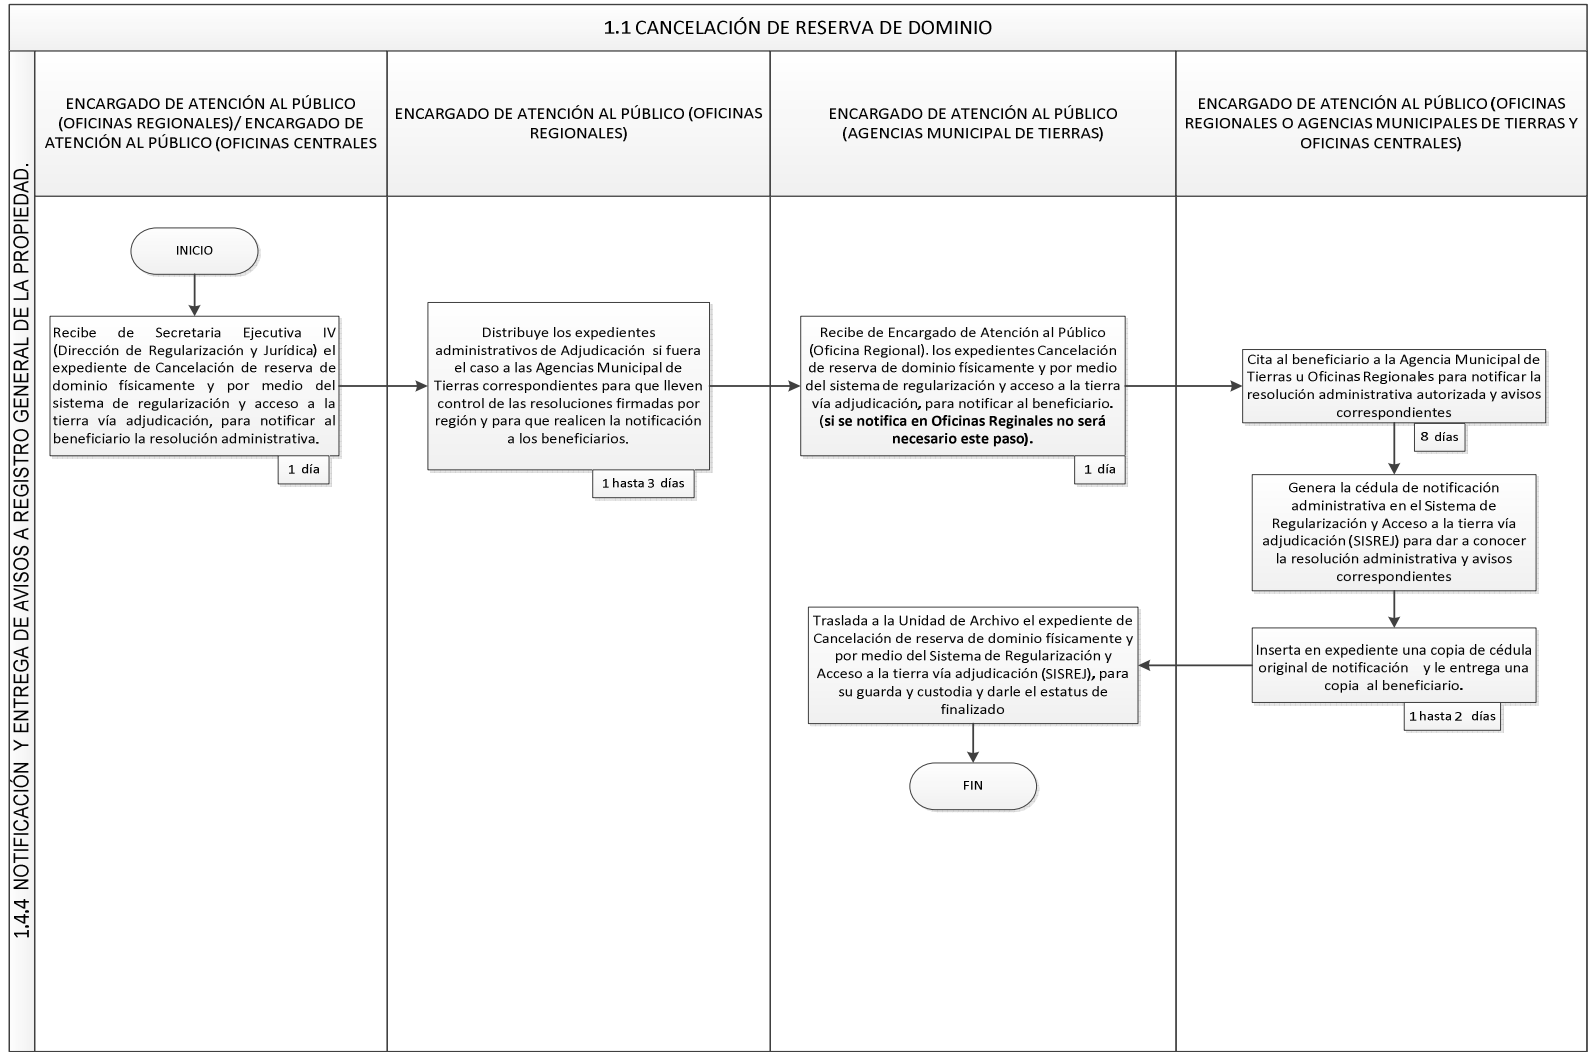 1.1 CANCELACIÓN DE RESERVA DE DOMINIO
1.4.4 NOTIFICACIÓN Y ENTREGA DE AVISOS A REGISTRO GENERAL DE LA PROPIEDAD.
ENCARGADO DE ATENCIÓN AL PÚBLICO
(OFICINAS REGIONALES)/ ENCARGADO DE
ATENCIÓN AL PÚBLICO (OFICINAS CENTRALES
ENCARGADO DE ATENCIÓN AL PÚBLICO (OFICINAS
REGIONALES)
ENCARGADO DE ATENCIÓN AL PÚBLICO
(AGENCIAS MUNICIPAL DE TIERRAS)
ENCARGADO DE ATENCIÓN AL PÚBLICO (OFICINAS
REGIONALES O AGENCIAS MUNICIPALES DE TIERRAS Y
OFICINAS CENTRALES)
INICIO
Recibe de Secretaria Ejecutiva IV
(Dirección de Regularización y Jurídica) el
expediente de Cancelación de reserva de
dominio físicamente y por medio del
sistema de regularización y acceso a la
tierra vía adjudicación, para notificar al
beneficiario la resolución administrativa.
1 día
Distribuye los expedientes
administrativos de Adjudicación si fuera
el caso a las Agencias Municipal de
Tierras correspondientes para que lleven
control de las resoluciones firmadas por
región y para que realicen la notificación
a los beneficiarios.
1 hasta 3 días
Recibe de Encargado de Atención al Público
(Oficina Regional). los expedientes Cancelación
de reserva de dominio físicamente y por medio
del sistema de regularización y acceso a la tierra
vía adjudicación, para notificar al beneficiario.
(si se notifica en Oficinas Reginales no será
necesario este paso).
1 día
Cita al beneficiario a la Agencia Municipal de
Tierras u Oficinas Regionales para notificar la
resolución administrativa autorizada y avisos
correspondientes
8 días
Genera la cédula de notificación
administrativa en el Sistema de
Regularización y Acceso a la tierra vía
adjudicación (SISREJ) para dar a conocer
la resolución administrativa y avisos
correspondientes
Inserta en expediente una copia de cédula
original de notificación y le entrega una
copia al beneficiario.
1 hasta 2 días
Traslada a la Unidad de Archivo el expediente de
Cancelación de reserva de dominio físicamente y
por medio del Sistema de Regularización y
Acceso a la tierra vía adjudicación (SISREJ), para
su guarda y custodia y darle el estatus de
finalizado
FIN